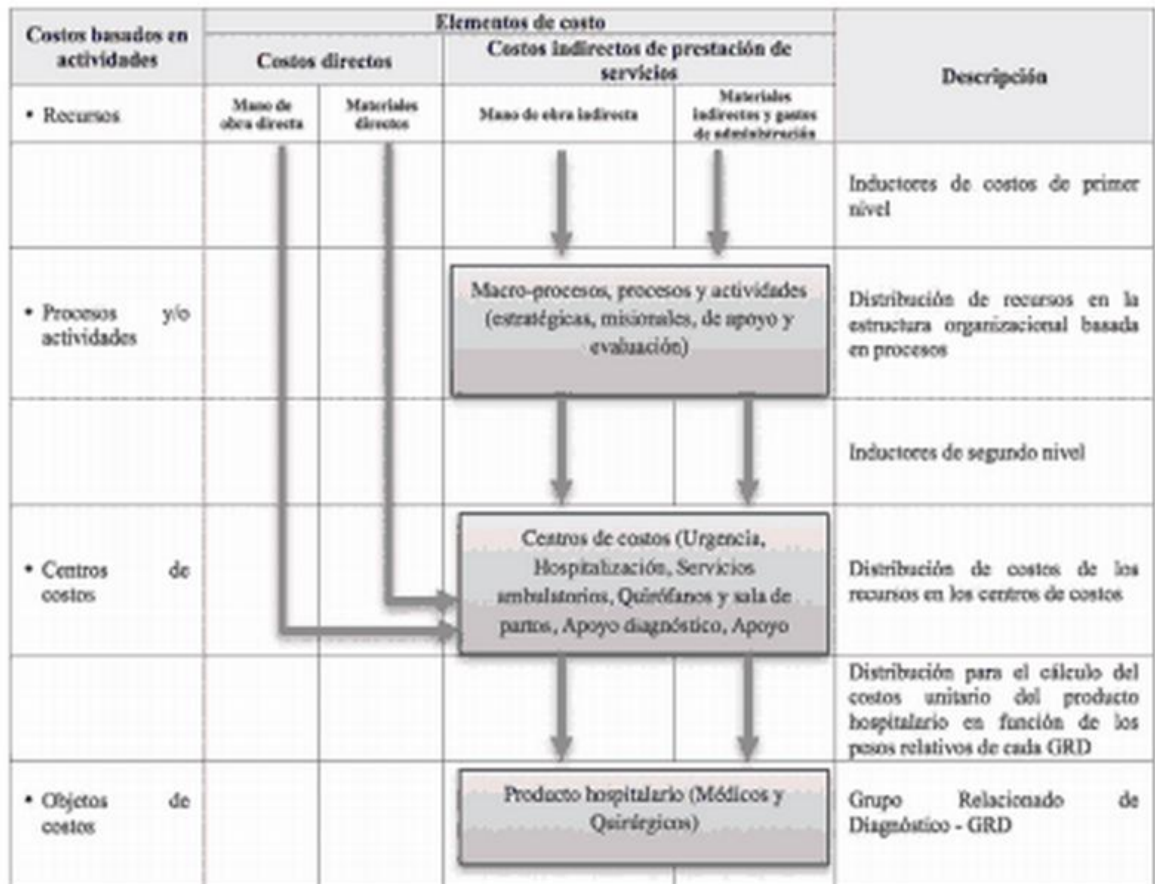 Costos basados en
actividades
Elementos de costo
Costos directos
Costos indirectos de prestación de
servicios
Descripción
• Recursos
Mano de
obra directa
Materiales
directos
Mano de obra indirecta
Materiales
indirectos y gastos
de administración
Inductores de costos de primer
nivel
• Procesos y/o
actividades
Macro-procesos, procesos y actividades
(estratégicas, misionales, de apoyo y
evaluación)
Distribución de recursos en la
estructura organizacional basada
en procesos
Inductores de segundo nivel
• Centros de
costos
Centros de costos (Urgencia,
Hospitalización, Servicios
ambulatorios, Quirófanos y sala de
partos, Apoyo diagnóstico, Apoyo
Distribución de costos de los
recursos en los centros de costos
Distribución para el cálculo del
costos unitario del producto
hospitalario en función de los
pesos relativos de cada GRD
• Objetos de
costos
Producto hospitalario (Médicos y
Quirúrgicos)
Grupo Relacionado de
Diagnóstico - GRD